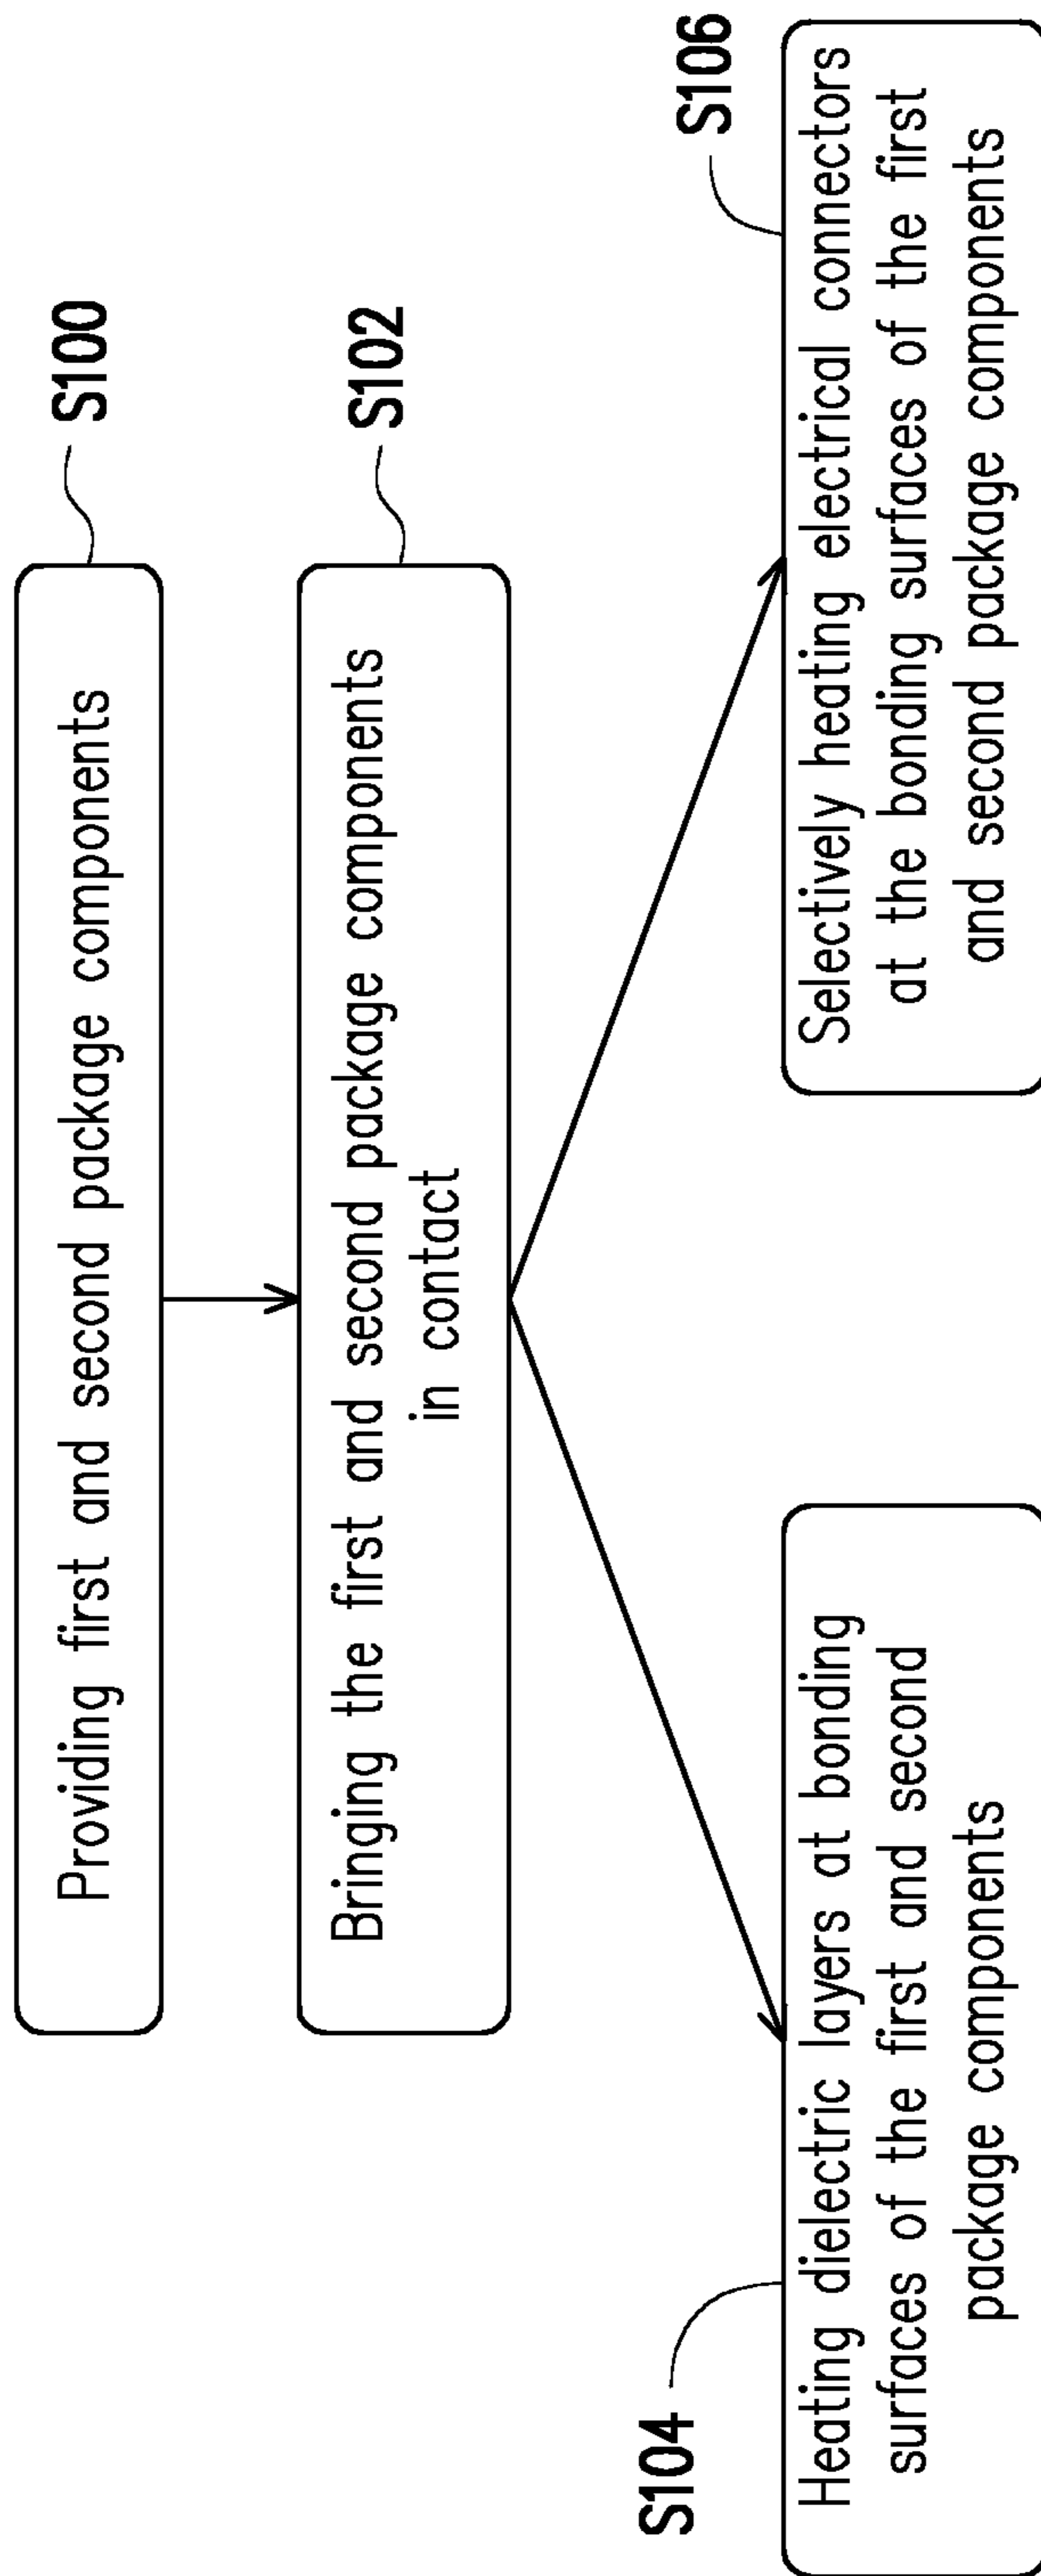 Providing first and second package components
S100
Bringing the first and second package components
in contact
S102
S104
Heating dielectric layers at bonding
surfaces of the first and second
package components
S106
Selectively heating electrical connectors
at the bonding surfaces of the first
and second package components